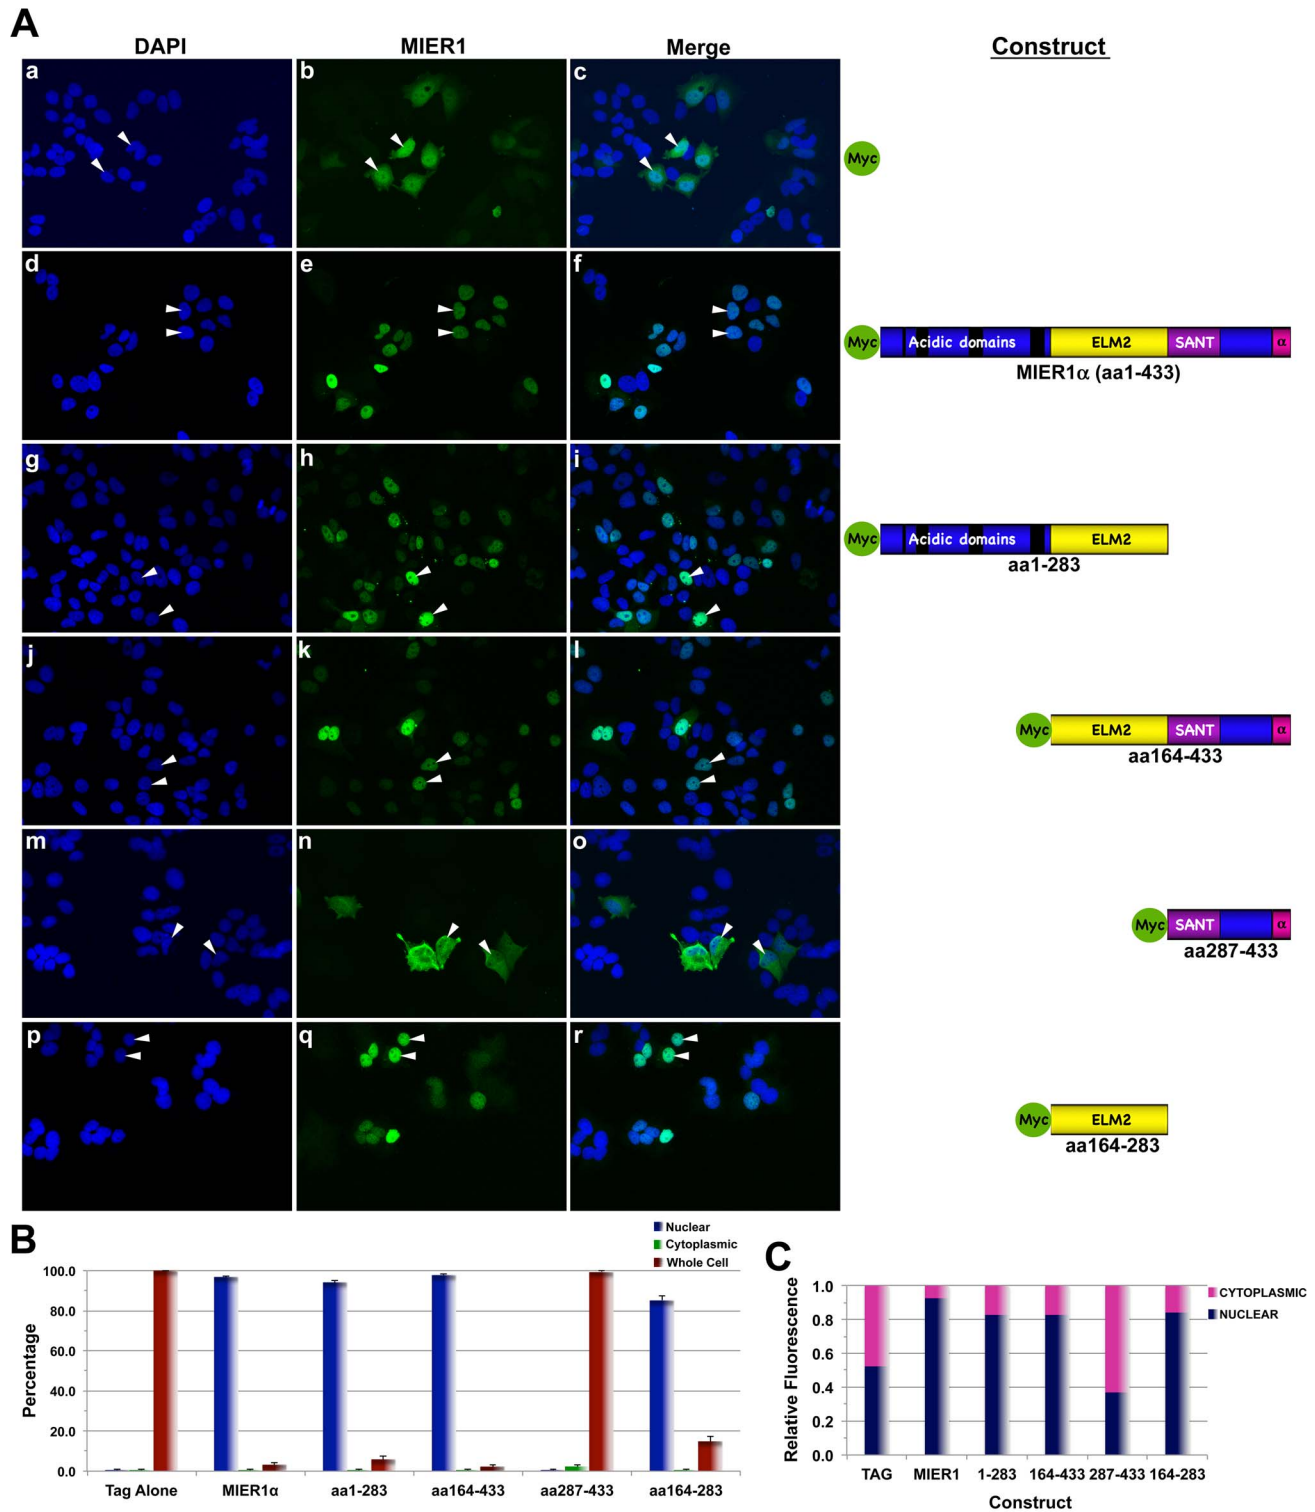 A
DAPI MIER1 Merge Construct
a b c
Myc
d e f
Myc Acidic domains ELM2 SANT α
MIER1α (aa1-433)
g h i
Myc Acidic domains ELM2
aa1-283
j k l
Myc ELM2 SANT α
aa164-433
m n o
Myc SANT α
aa287-433
p q r
Myc ELM2
aa164-283
B
Nuclear
Cytoplasmic
Whole Cell
Percentage
100.0
80.0
60.0
40.0
20.0
0.0
Tag Alone MIER1α aa1-283 aa164-433 aa287-433 aa164-283
C
CYTOPLASMIC
NUCLEAR
Relative Fluorescence
1.0
0.8
0.6
0.4
0.2
0.0
TAG MIER1 1-283 164-433 287-433 164-283
Construct